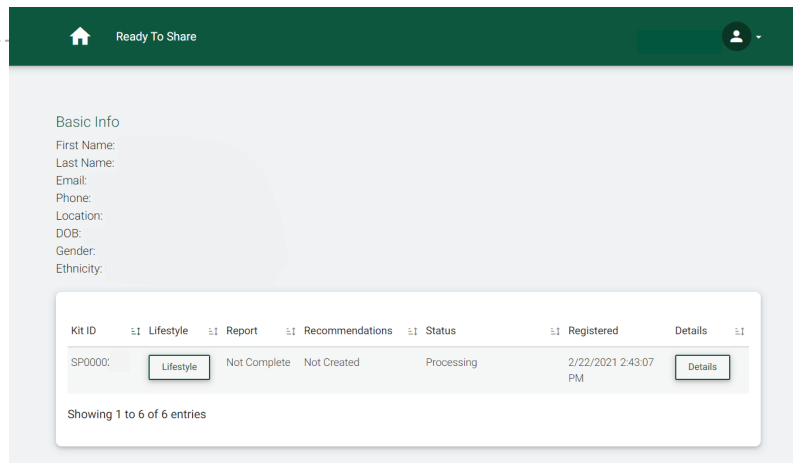 Ready To Share
Basic Info
First Name:
Last Name:
Email:
Phone:
Location:
DOB:
Gender:
Ethnicity:
Kit ID Lifestyle Report Recommendations Status Registered Details
SP0000 Lifestyle Not Complete Not Created Processing 2/22/2021 2:43:07 Details
PM
Showing 1 to 6 of 6 entries